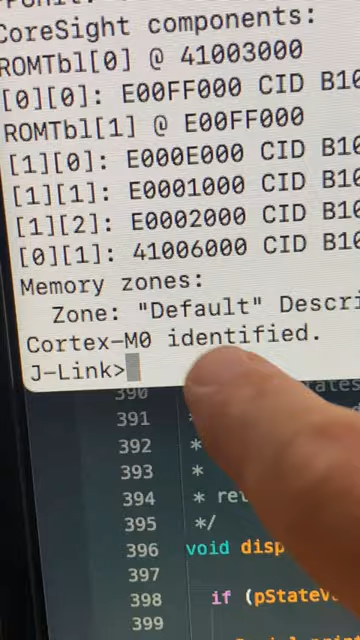 CoreSight components:
ROMTbl[0] @ 41003000
[0][0]: E00FF000 CID B10
ROMTbl[1] @ E00FF000
[1][0]: E000E000 CID B10
[1][1]: E0001000 CID B10
[1][2]: E0002000 CID B10
[0][1]: 41006000 CID B10
Memory zones:
Zone: "Default" Descri
Cortex-M0 identified.
J-Link>
390
391 *
392 *
393 *
394 * ret
395 */
396 void disp
397
398 if (pStateV
399